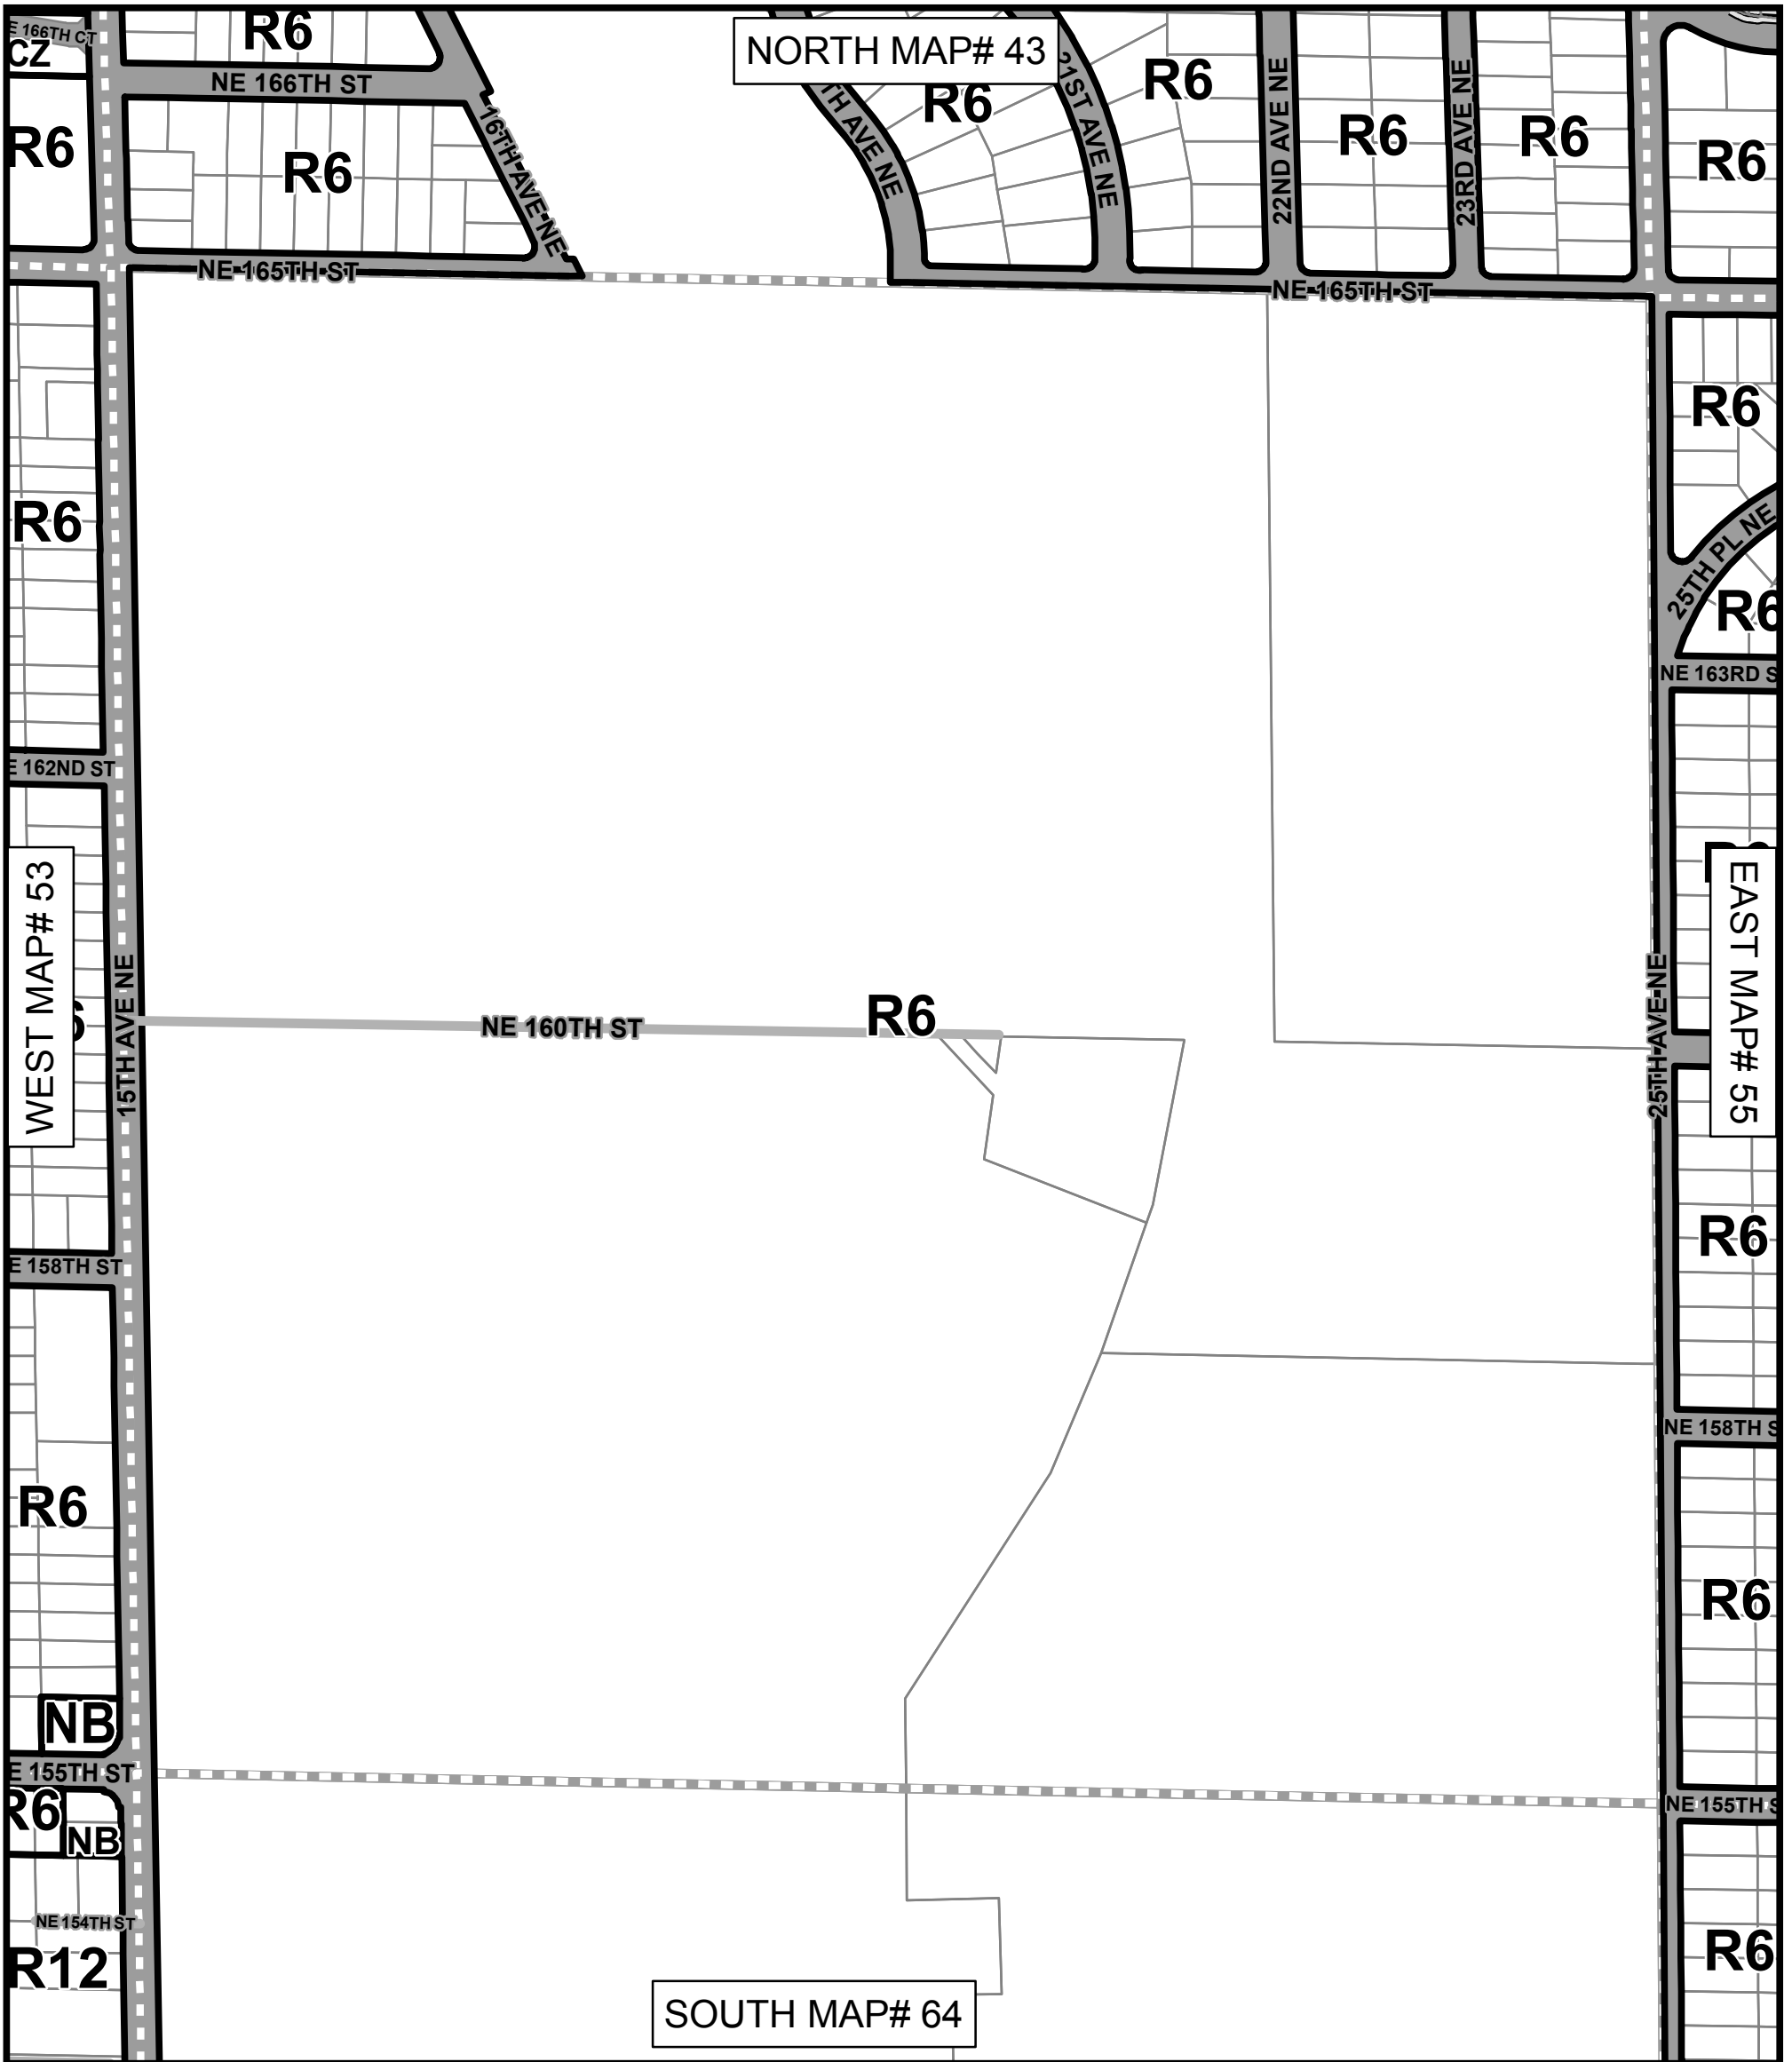 E 166TH CT
CZ
R6
NORTH MAP# 43
NE 166TH ST
R6
R6
16TH AVE NE
TH AVE NE
R6
21ST AVE NE
R6
22ND AVE NE
R6
23RD AVE NE
R6
R6
NE 165TH ST
NE 165TH ST
R6
R6
25TH PL NE
R6
NE 163RD S
E 162ND ST
WEST MAP# 53
6
15TH AVE NE
NE 160TH ST
R6
25TH AVE NE
EAST MAP# 55
R6
E 158TH ST
NE 158TH S
R6
R6
NB
E 155TH ST
NE 155TH S
R6
NB
NE 154TH ST
R12
R6
SOUTH MAP# 64